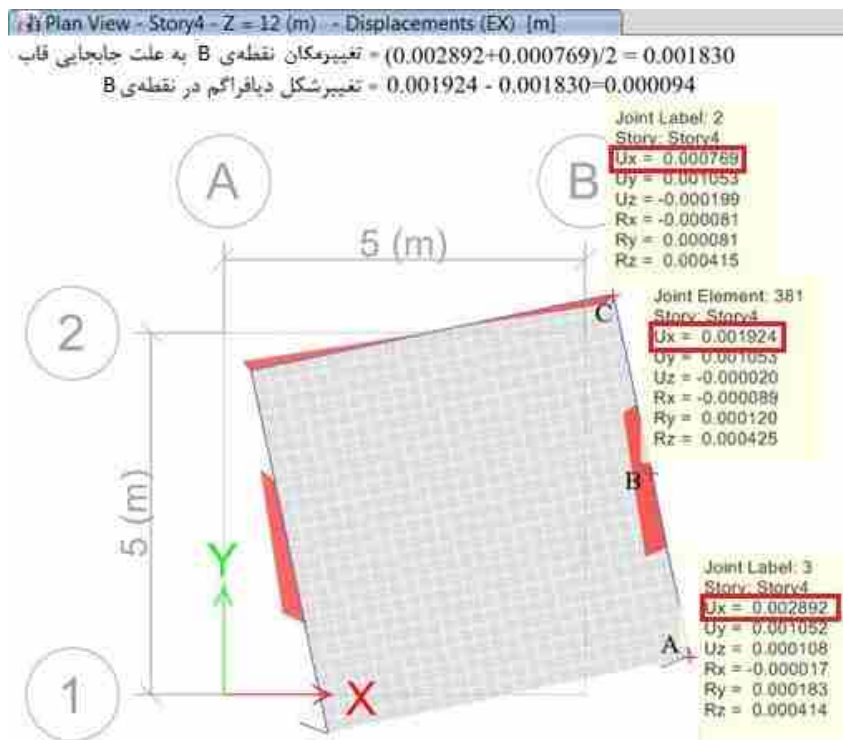 Plan View - Story4 - Z = 12 (m) - Displacements (EX) [m]
تغییرمکان نقطه‌ی B به علت جابجایی قاب = (0.002892+0.000769)/2 = 0.001830
تغییرشکل دیافراگم در نقطه‌ی B = 0.001924 - 0.001830=0.000094
Joint Label: 2
Story: Story4
Ux = 0.000769
Uy = 0.001053
Uz = -0.000199
Rx = -0.000081
Ry = 0.000081
Rz = 0.000415
A
B
5 (m)
Joint Element: 381
Story: Story4
Ux = 0.001924
Uy = 0.001053
Uz = -0.000020
Rx = -0.000089
Ry = 0.000120
Rz = 0.000425
C
2
B
5 (m)
Y
Joint Label: 3
Story: Story4
Ux = 0.002892
Uy = 0.001052
Uz = 0.000108
Rx = -0.000017
Ry = 0.000183
Rz = 0.000414
A
1
X